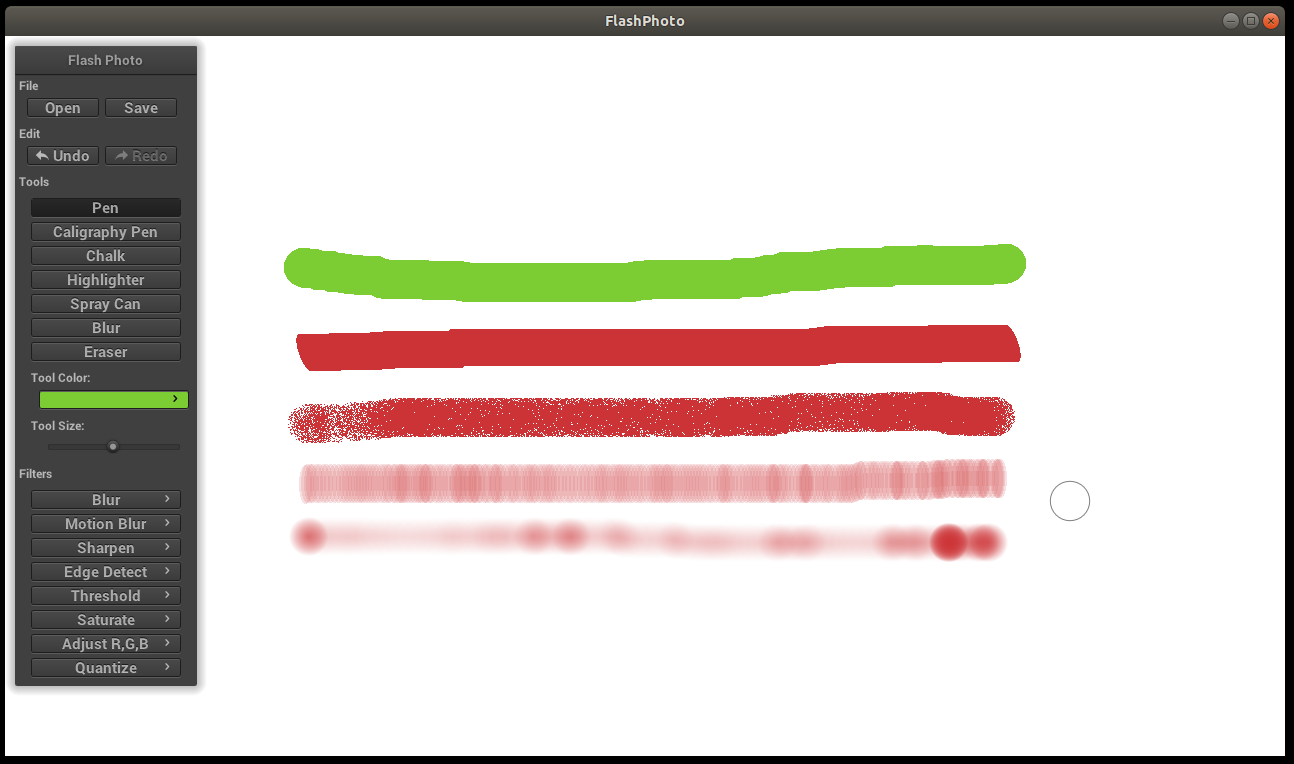 FlashPhoto
Flash Photo
File
Open Save
Edit
Undo Redo
Tools
Pen
Caligraphy Pen
Chalk
Highlighter
Spray Can
Blur
Eraser
Tool Color:
Tool Size:
Filters
Blur
Motion Blur
Sharpen
Edge Detect
Threshold
Saturate
Adjust R,G,B
Quantize